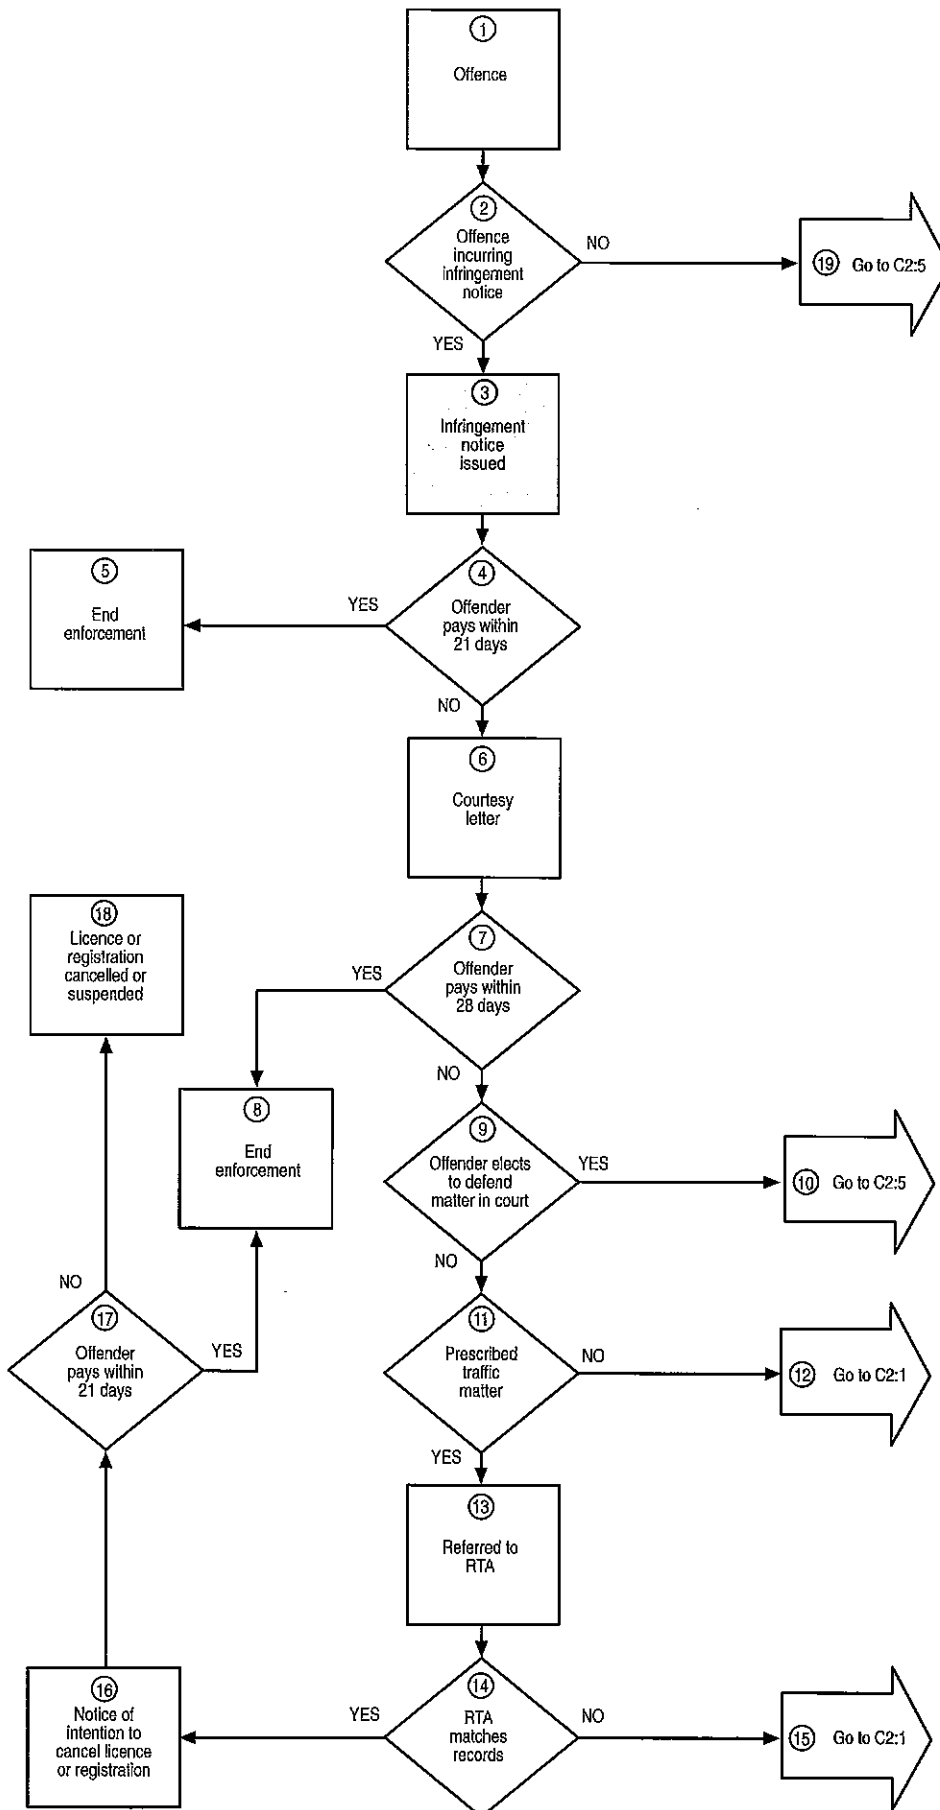 1
Offence
2
Offence
incurring
infringement
notice
NO
19 Go to C2:5
YES
3
Infringement
notice
issued
4
Offender
pays within
21 days
YES
5
End
enforcement
NO
6
Courtesy
letter
7
Offender
pays within
28 days
YES
18
Licence or
registration
cancelled or
suspended
NO
8
End
enforcement
9
Offender elects
to defend
matter in court
YES
10 Go to C2:5
NO
11
Prescribed
traffic
matter
NO
12 Go to C2:1
NO
17
Offender
pays within
21 days
YES
YES
13
Referred to
RTA
14
RTA
matches
records
YES
16
Notice of
intention to
cancel licence
or registration
NO
15 Go to C2:1